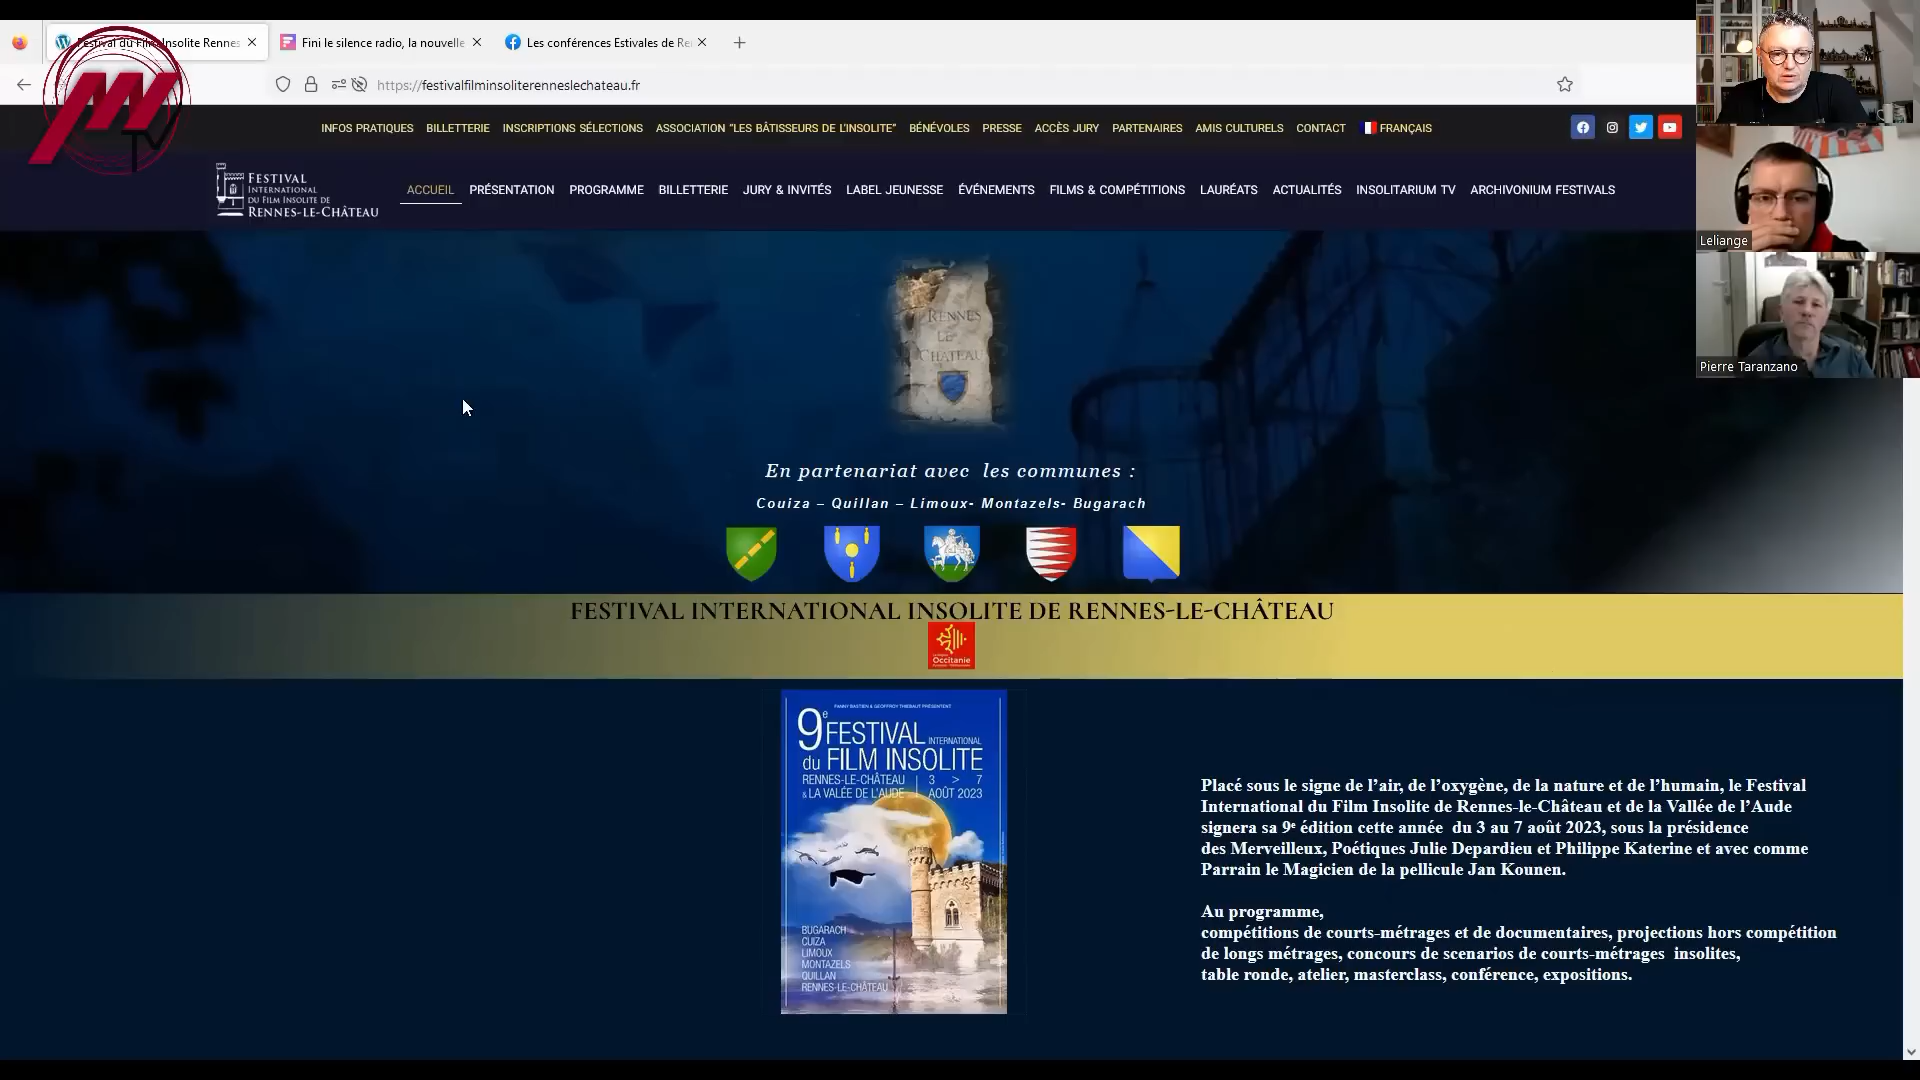 Festival du Film Insolite Rennes
Fini le silence radio, la nouvelle
Les conférences Estivales de Re
https://festivalfilminsoliterenneslechateau.fr
INFOS PRATIQUES BILLETTERIE INSCRIPTIONS SÉLECTIONS ASSOCIATION “LES BÂTISSEURS DE L’INSOLITE” BÉNÉVOLES PRESSE ACCÈS JURY PARTENAIRES AMIS CULTURELS CONTACT FRANÇAIS
TV
FESTIVAL
INTERNATIONAL
DU FILM INSOLITE DE
RENNES-LE-CHÂTEAU
ACCUEIL PRÉSENTATION PROGRAMME BILLETTERIE JURY & INVITÉS LABEL JEUNESSE ÉVÉNEMENTS FILMS & COMPÉTITIONS LAURÉATS ACTUALITÉS INSOLITARIUM TV ARCHIVONIUM FESTIVALS
Leliange
Pierre Taranzano
RENNES
LE
CHATEAU
En partenariat avec les communes :
Couiza – Quillan – Limoux- Montazels- Bugarach
FESTIVAL INTERNATIONAL INSOLITE DE RENNES-LE-CHÂTEAU
Occitanie
FANNY BASTIEN & GEOFFROY THIEBAUT PRÉSENTENT
9e FESTIVAL INTERNATIONAL
du FILM INSOLITE
RENNES-LE-CHÂTEAU | 3 > 7
& LA VALÉE DE L'AUDE | AOÛT 2023
BUGARACH
CUIZA
LIMOUX
MONTAZELS
QUILLAN
RENNES-LE-CHÂTEAU
Placé sous le signe de l’air, de l’oxygène, de la nature et de l’humain, le Festival
International du Film Insolite de Rennes-le-Château et de la Vallée de l’Aude
signera sa 9e édition cette année du 3 au 7 août 2023, sous la présidence
des Merveilleux, Poétiques Julie Depardieu et Philippe Katerine et avec comme
Parrain le Magicien de la pellicule Jan Kounen.
Au programme,
compétitions de courts-métrages et de documentaires, projections hors compétition
de longs métrages, concours de scenarios de courts-métrages insolites,
table ronde, atelier, masterclass, conférence, expositions.